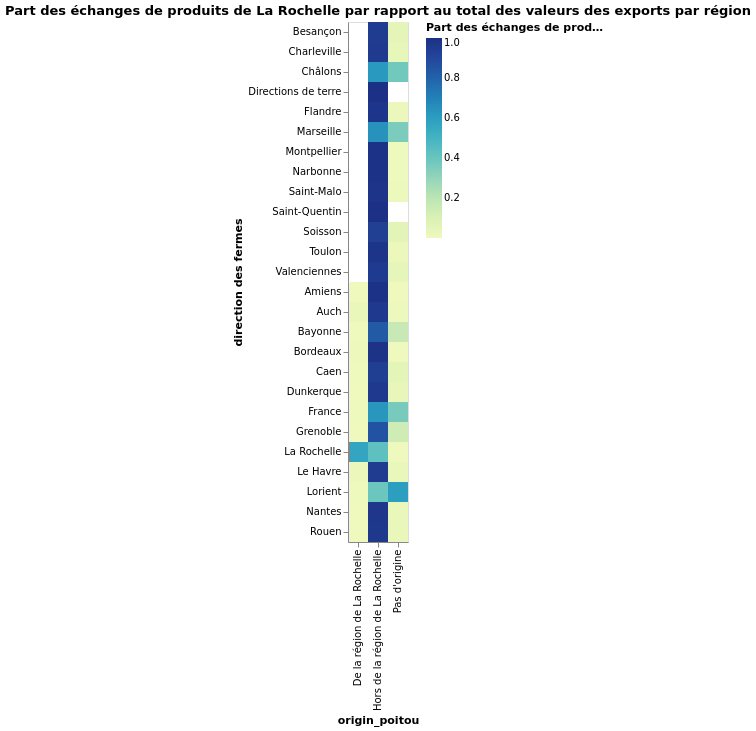 Part des échanges de produits de La Rochelle par rapport au total des valeurs des exports par région
Part des échanges de prod…
1.0
0.8
0.6
0.4
0.2
direction des fermes
Besançon
Charleville
Châlons
Directions de terre
Flandre
Marseille
Montpellier
Narbonne
Saint-Malo
Saint-Quentin
Soisson
Toulon
Valenciennes
Amiens
Auch
Bayonne
Bordeaux
Caen
Dunkerque
France
Grenoble
La Rochelle
Le Havre
Lorient
Nantes
Rouen
De la région de La Rochelle
Hors de la région de La Rochelle
Pas d'origine
origin_poitou